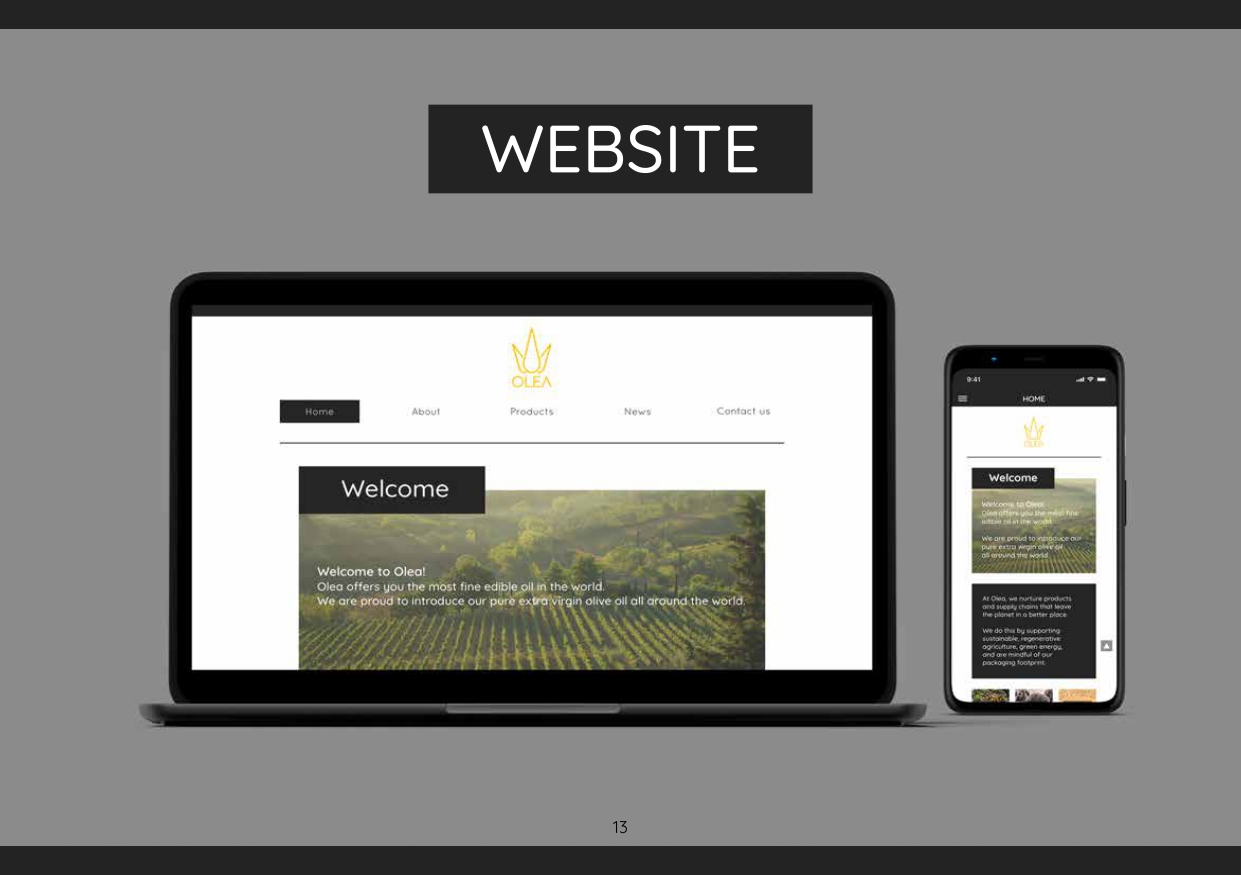 WEBSITE
OLEA
Home About Products News Contact us
Welcome
Welcome to Olea!
Olea offers you the most fine edible oil in the world.
We are proud to introduce our pure extra virgin olive oil all around the world.
9:41
HOME
OLEA
Welcome
Welcome to Olea!
Olea offers you the most fine
edible oil in the world.
We are proud to introduce our
pure extra virgin olive oil
all around the world.
At Olea, we nurture products
and supply chains that leave
the planet in a better place.
We do this by supporting
sustainable, regenerative
agriculture, green energy,
and are mindful of our
packaging footprint.
13